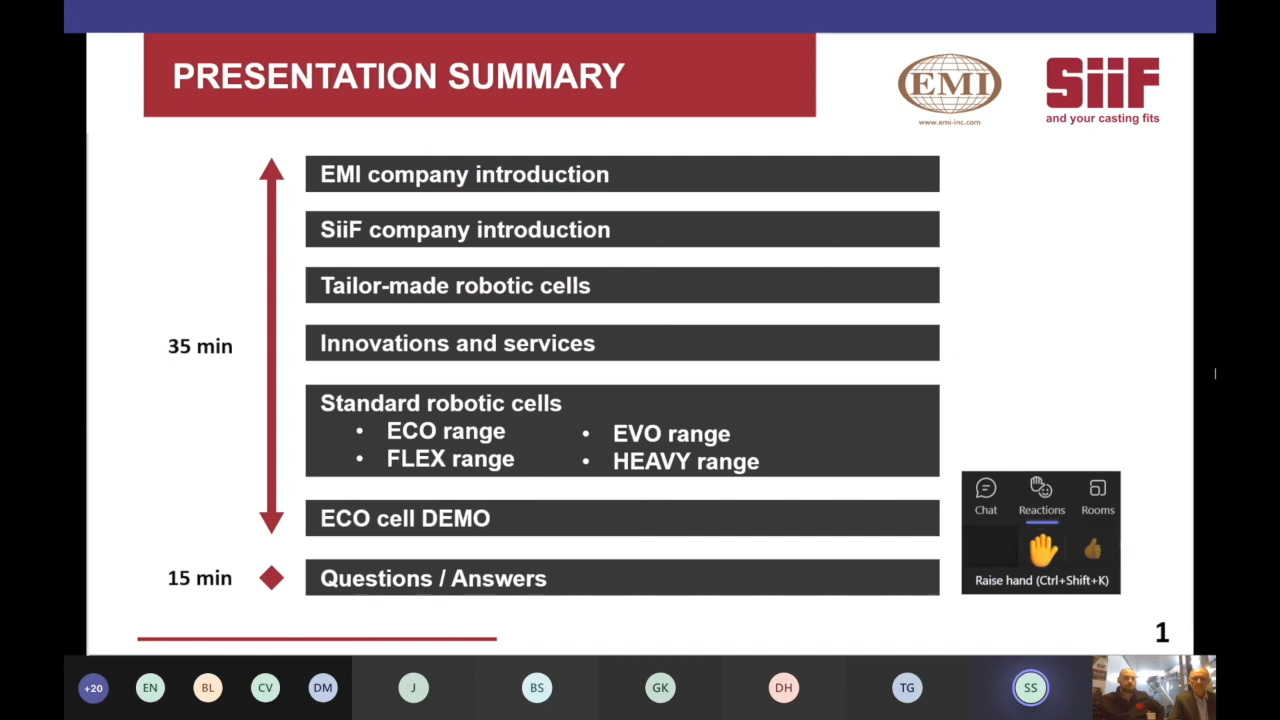 PRESENTATION SUMMARY
EMI
www.emi-inc.com
SiiF
and your casting fits
EMI company introduction
SiiF company introduction
Tailor-made robotic cells
35 min
Innovations and services
Standard robotic cells
• ECO range
• EVO range
• FLEX range
• HEAVY range
ECO cell DEMO
15 min
Questions / Answers
Chat
Reactions
Rooms
Raise hand (Ctrl+Shift+K)
1
+20
EN
BL
CV
DM
J
BS
GK
DH
TG
SS